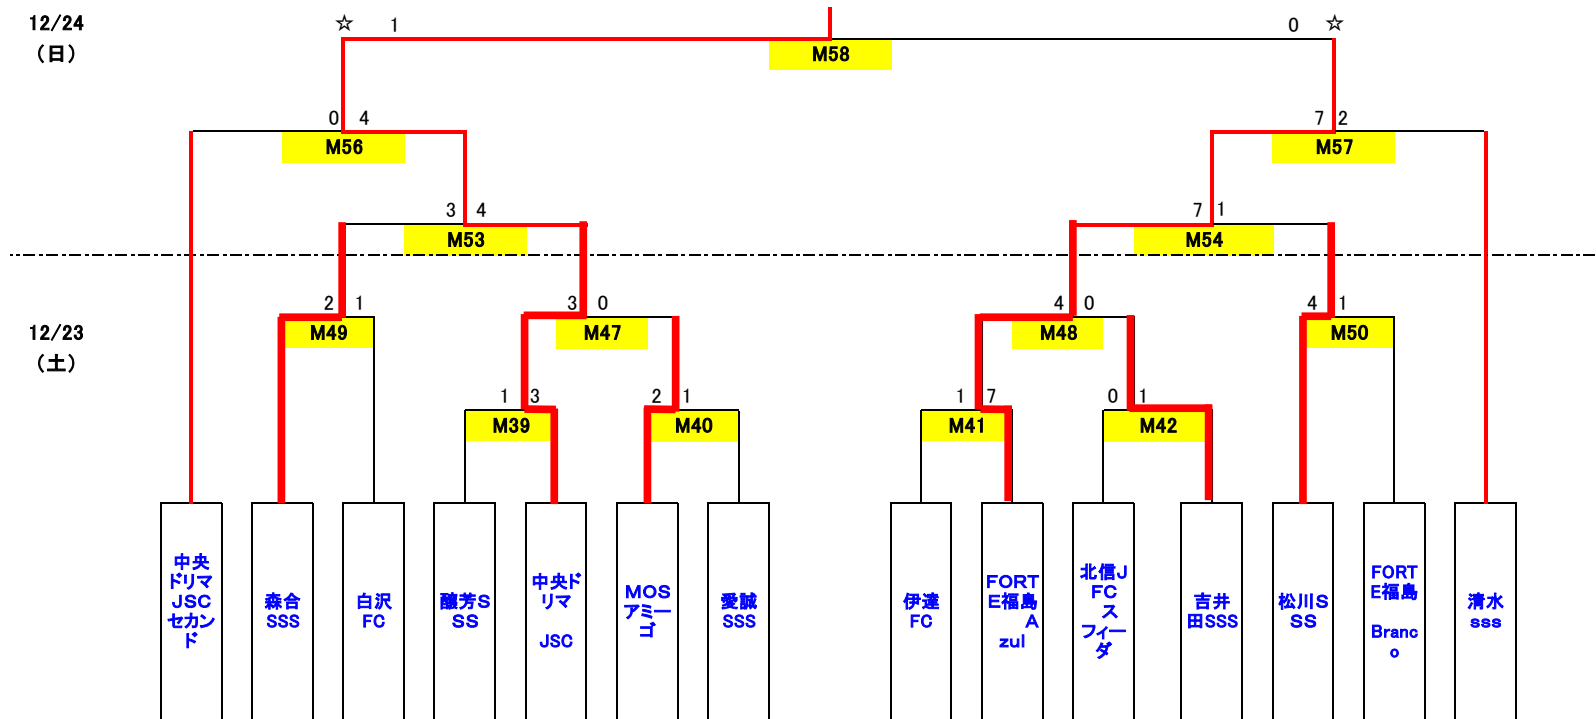 12/24
☆ 1
0 ☆
（日）
M58
0 4
7 2
M56
M57
3 4
7 1
M53
M54
2 1
3 0
4 0
4 1
12/23
M49
M47
M48
M50
（土）
1 3
2 1
1 7
0 1
M39
M40
M41
M42
中央
ドリマ
JSC
セカン
ド
森合
SSS
白沢
FC
醸芳S
SS
中央ド
リマ
JSC
MOS
アミー
ゴ
愛誠
SSS
伊達
FC
FORT
E福島
A
zul
北信J
FC
ス
フィー
ダ
吉井
田SSS
松川S
SS
FORT
E福島
Branc
o
清水
sss